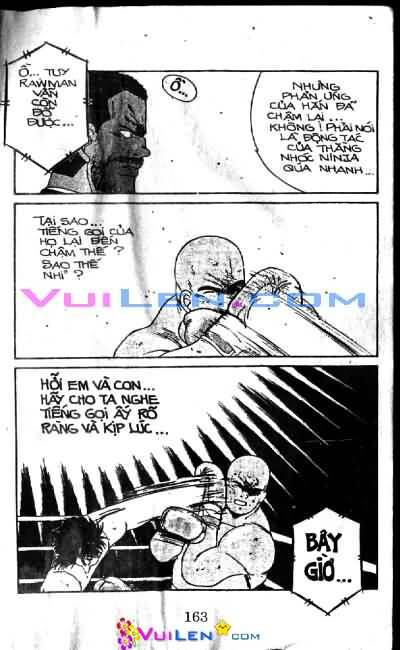 Ồ... TUY
RAWMAN
VẪN
CÒN
ĐỠ
ĐƯỢC...
Ồ...
NHƯNG
PHẢN ỨNG
CỦA HẮN ĐÃ
CHẬM LẠI...
KHÔNG! PHẢI NÓI
LÀ ĐỘNG TÁC
CỦA THẰNG
NHÓC NINJA
QÚA NHANH...
TẠI SAO...
TIẾNG GỌI CỦA
HỌ LẠI ĐẾN
CHẬM THẾ?
SAO THẾ
NHỈ?
VUILEN.COM
HỠI EM VÀ CON...
HÃY CHO TA NGHE
TIẾNG GỌI ẤY RÕ
RÀNG VÀ KỊP LÚC...
BÂY
GIỜ...
163
VUILEN.COM